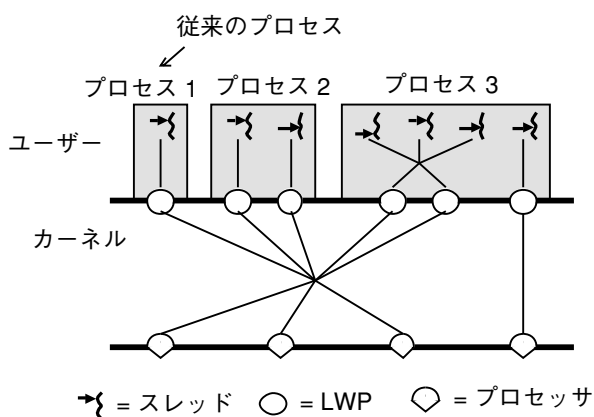 従来のプロセス
プロセス 1
プロセス 2
プロセス 3
ユーザー
カーネル
= スレッド
= LWP
= プロセッサ